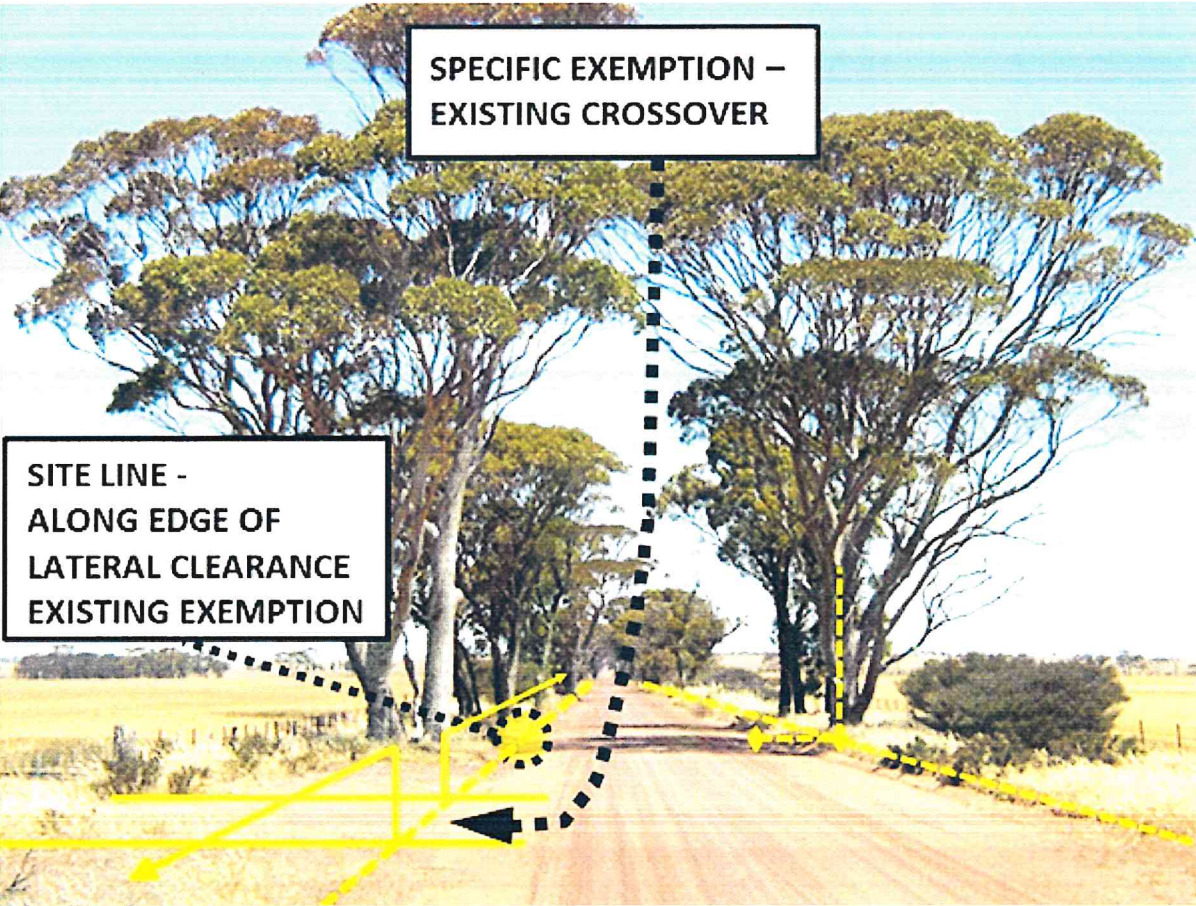 SPECIFIC EXEMPTION –
EXISTING CROSSOVER
SITE LINE -
ALONG EDGE OF
LATERAL CLEARANCE
EXISTING EXEMPTION